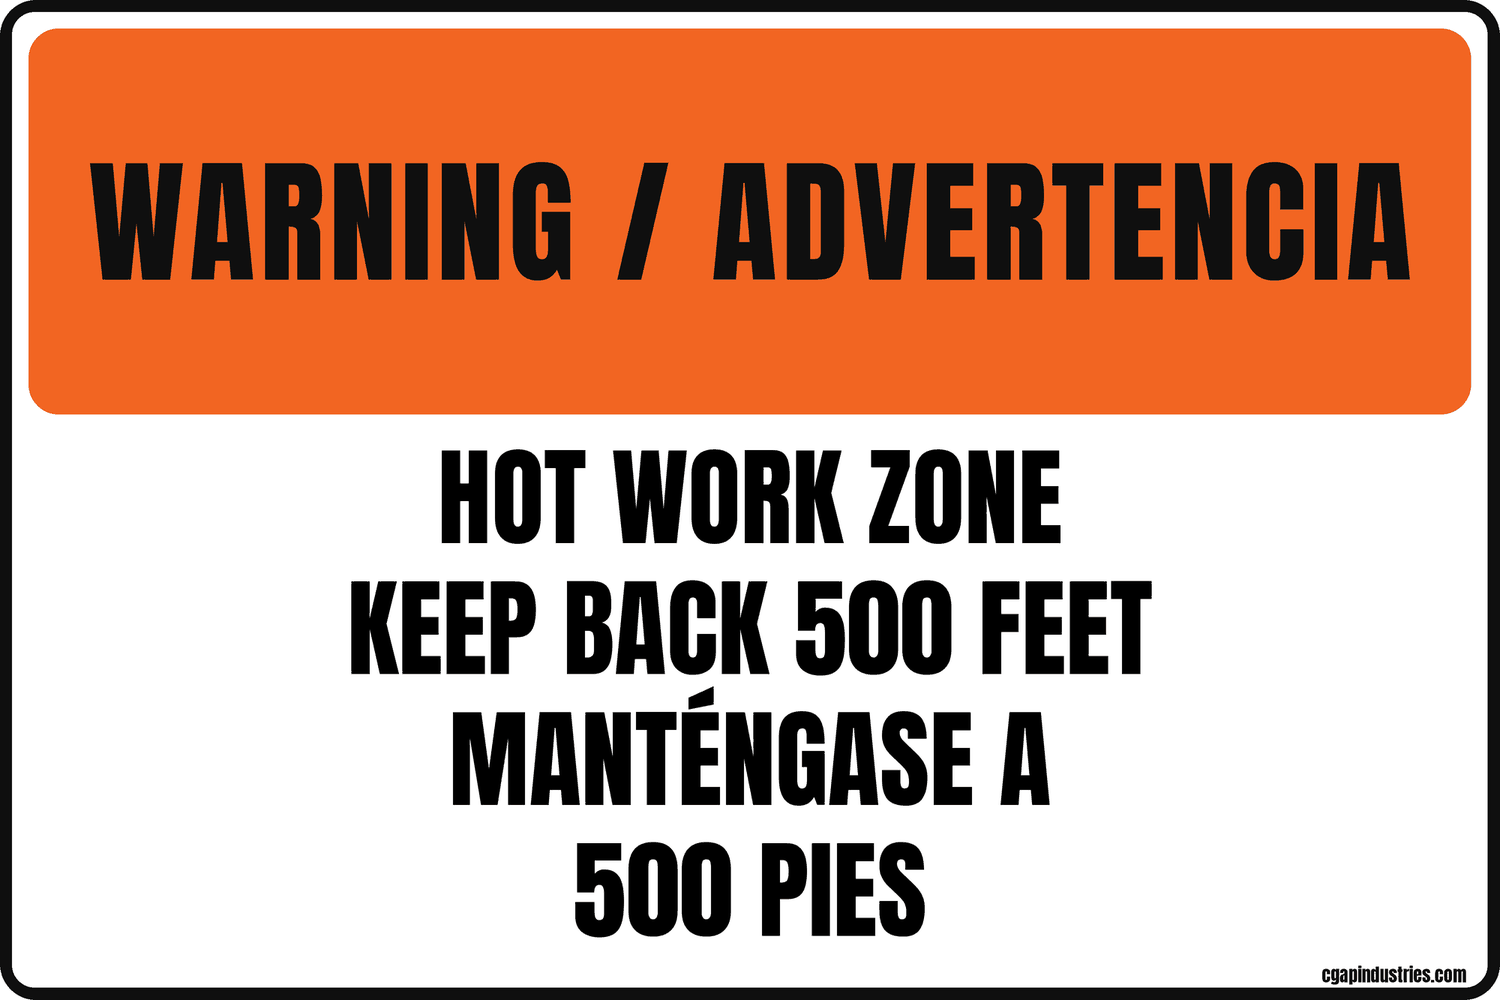 WARNING / ADVERTENCIA
HOT WORK ZONE
KEEP BACK 500 FEET
MANTÉNGASE A
500 PIES
cgapindustries.com